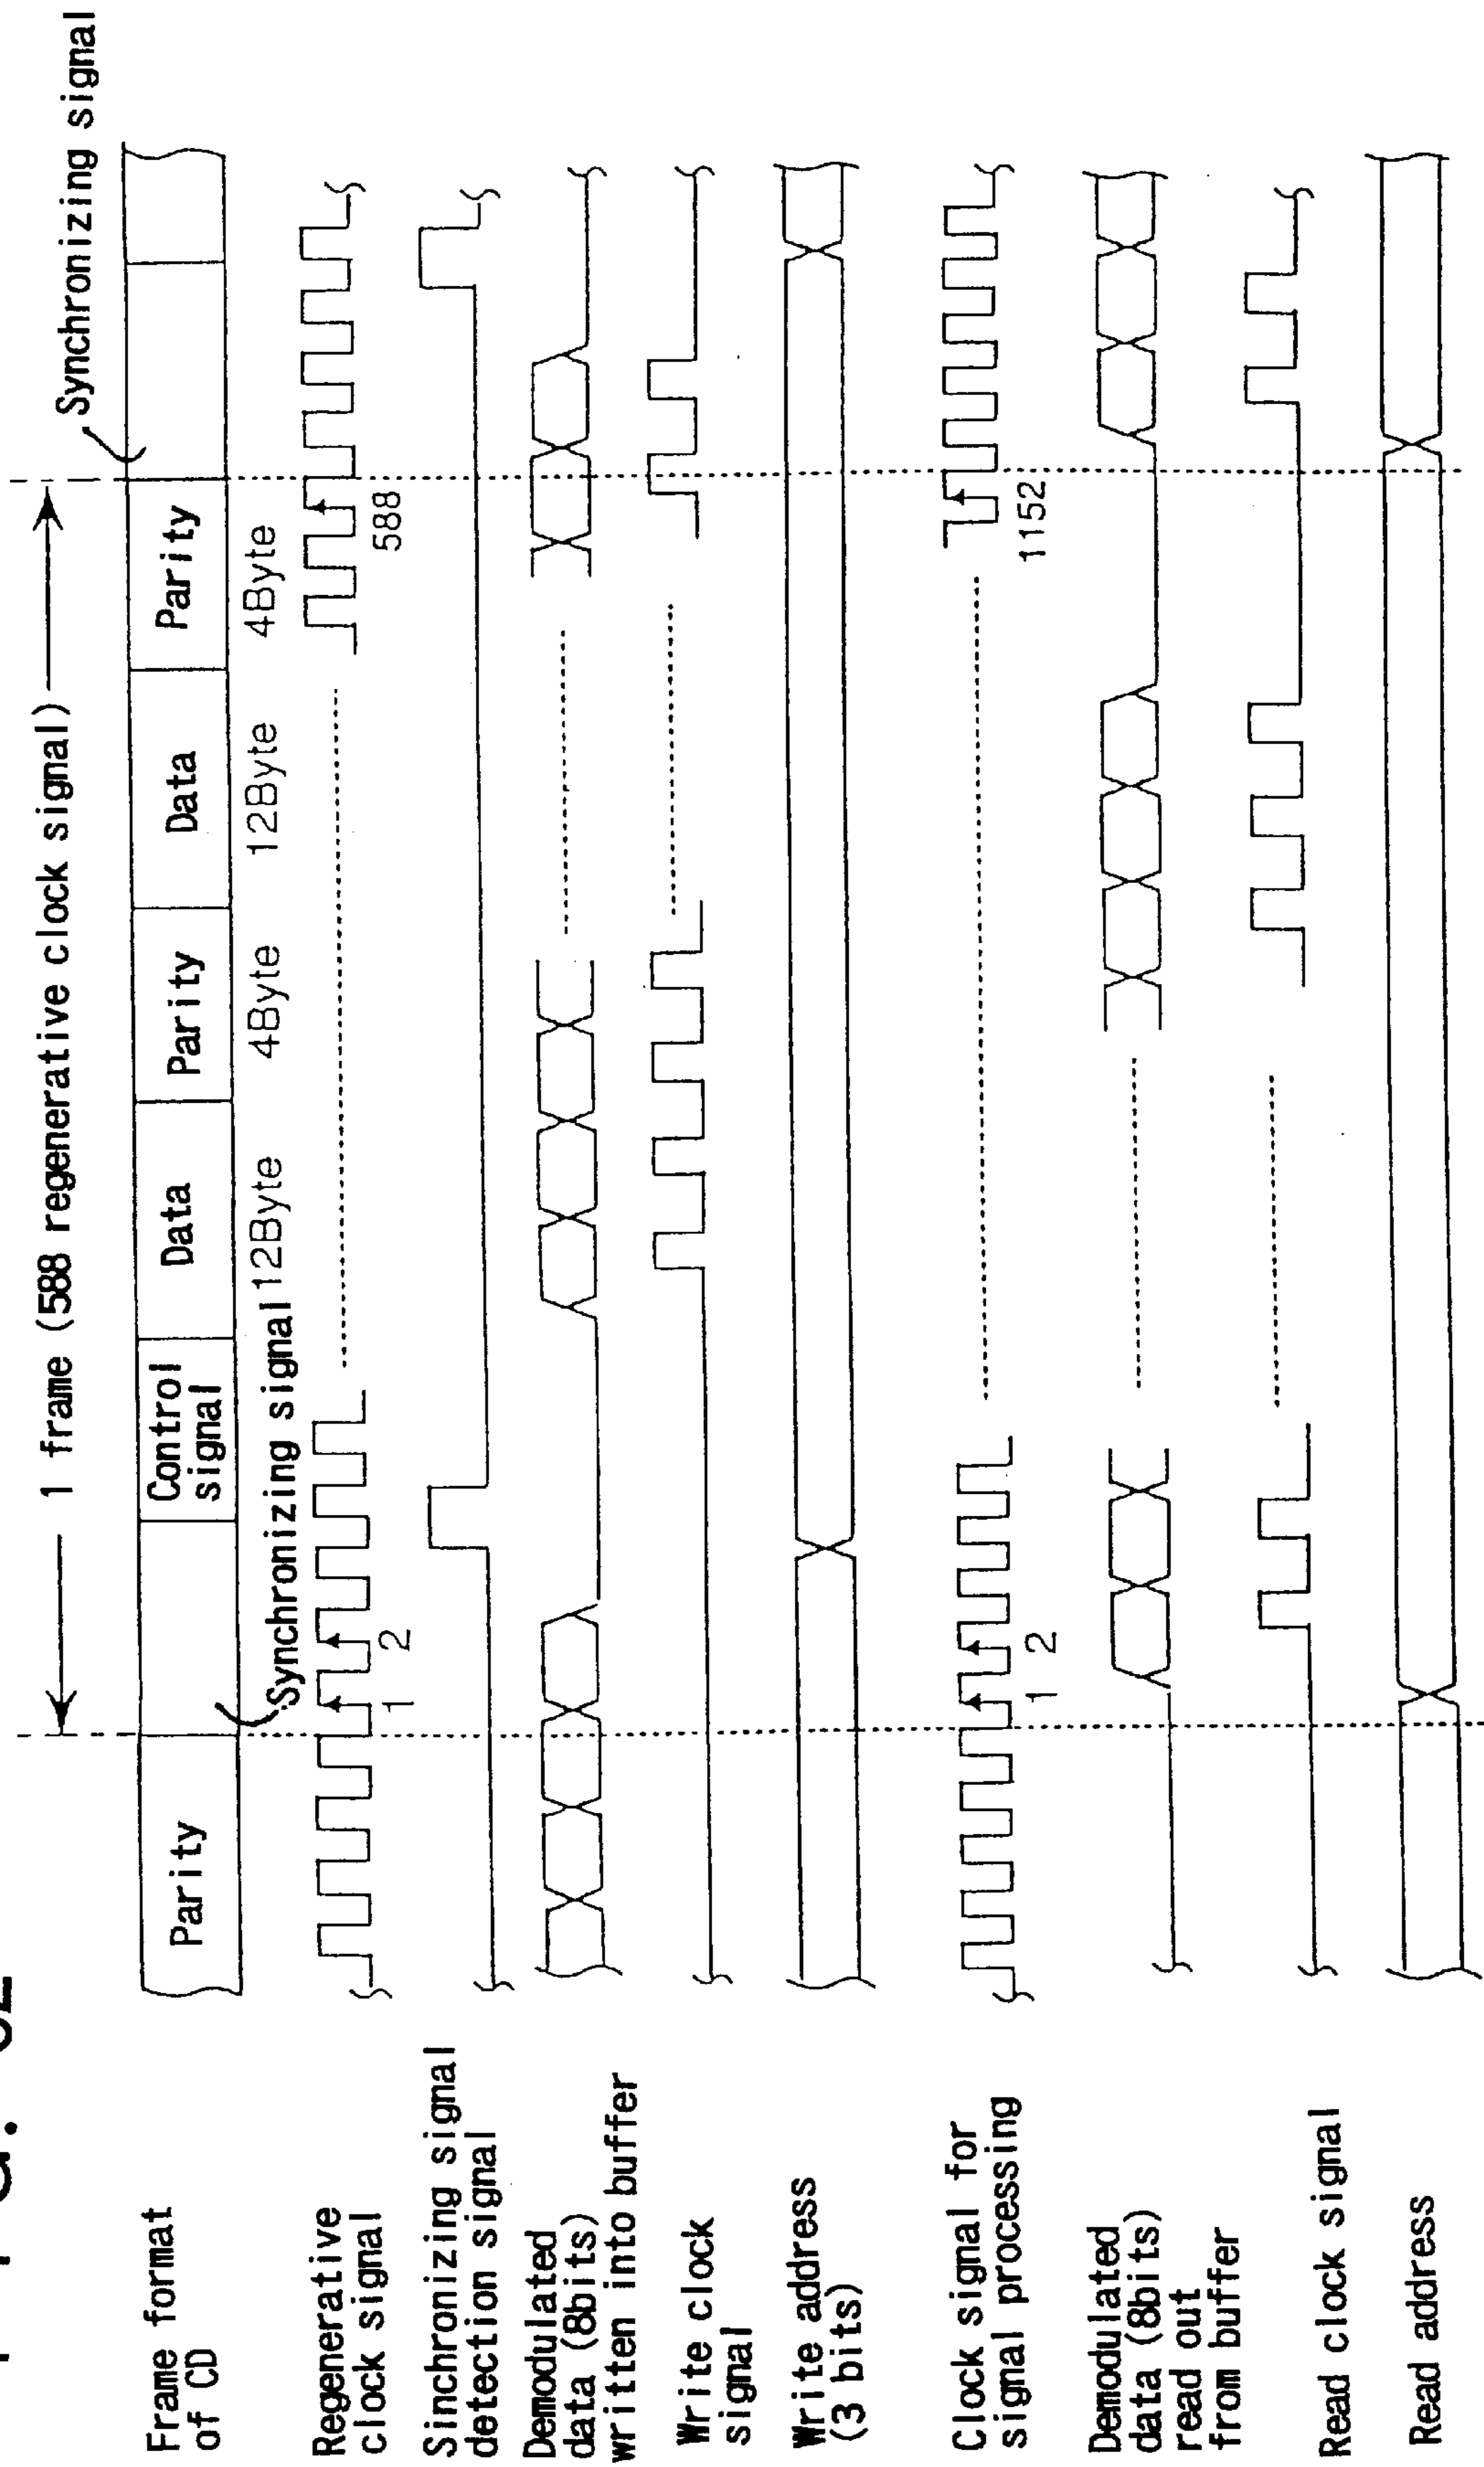 1 frame (588 regenerative clock signal)
Synchronizing signal
Frame format
of CD
Parity
Control
signal
Data
Parity
Data
Parity
Synchronizing signal
12Byte
4Byte
12Byte
4Byte
Regenerative
clock signal
1
2
588
Sinchronizing signal
detection signal
Demodulated
data (8bits)
written into buffer
Write clock
signal
Write address
(3 bits)
Clock signal for
signal processing
1
2
1152
Demodulated
data (8bits)
read out
from buffer
Read clock signal
Read address